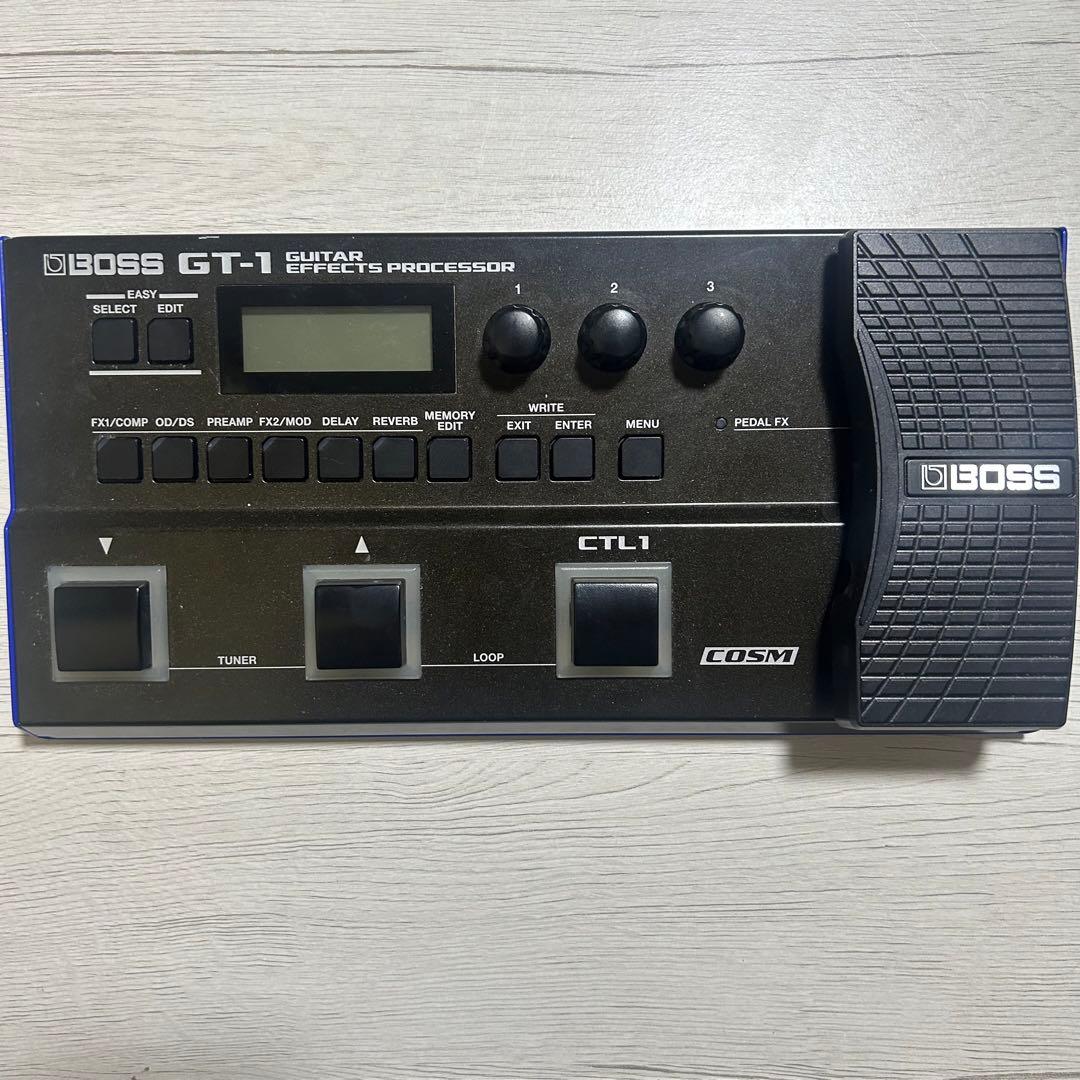 BOSS GT-1 GUITAR
EFFECTS PROCESSOR
EASY
SELECT EDIT
1 2 3
FX1/COMP OD/DS PREAMP FX2/MOD DELAY REVERB MEMORY
EDIT
WRITE
EXIT ENTER MENU
PEDAL FX
BOSS
▼ ▲ CTL1
TUNER LOOP
COSM